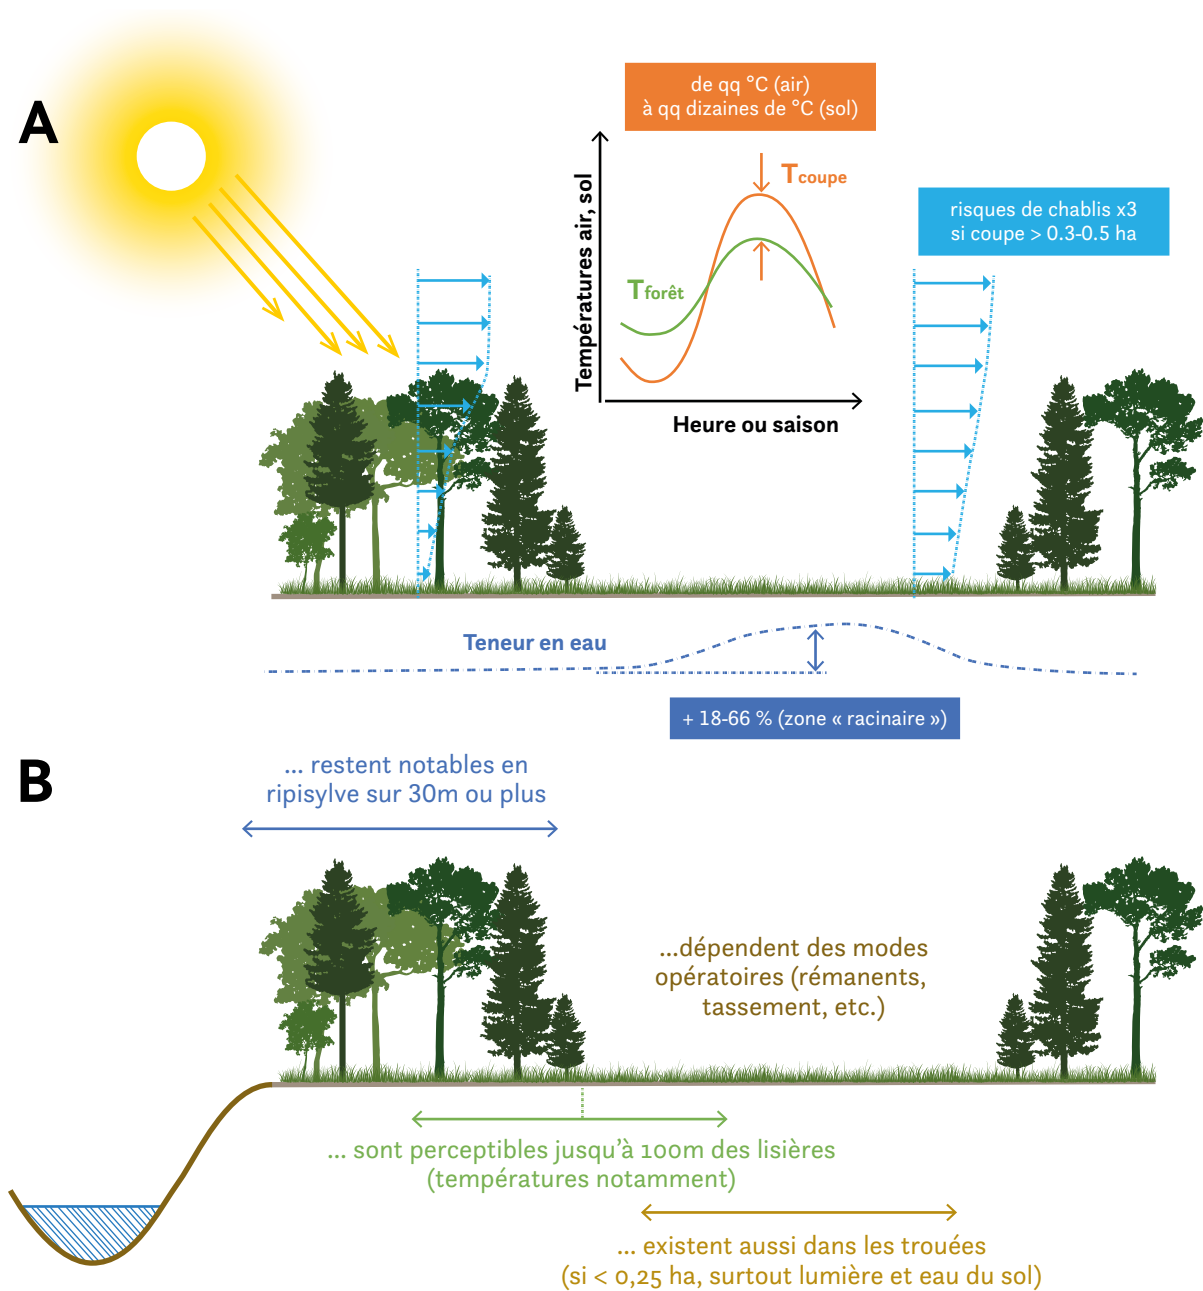 A
de qq °C (air)
à qq dizaines de °C (sol)
Températures air, sol
Tcoupe
Tforêt
Heure ou saison
risques de chablis x3
si coupe > 0.3-0.5 ha
Teneur en eau
+ 18-66 % (zone « racinaire »)
B
... restent notables en
ripisylve sur 30m ou plus
...dépendent des modes
opératoires (rémanents,
tassement, etc.)
... sont perceptibles jusqu'à 100m des lisières
(températures notamment)
... existent aussi dans les trouées
(si < 0,25 ha, surtout lumière et eau du sol)